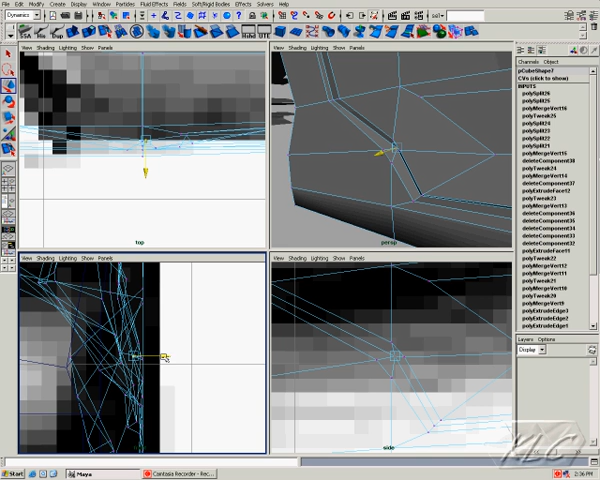 File Edit Modify Create Display Window Particles Fluid Effects Fields Soft/Rigid Bodies Effects Solvers Help
Dynamics
sel
View Shading Lighting Show Panels
View Shading Lighting Show Panels
top
persp
View Shading Lighting Show Panels
View Shading Lighting Show Panels
side
Channels Object
pCubeShape7
CVs (click to show)
INPUTS
polySplit26
polySplit25
polyMergeVert16
polyTweak25
polySplit24
polySplit23
polySplit22
polySplit21
polyMergeVert15
deleteComponent38
polyTweak24
polyMergeVert14
deleteComponent37
polyExtrudeFace12
polyTweak23
polyMergeVert13
deleteComponent36
deleteComponent35
deleteComponent34
deleteComponent33
deleteComponent32
polyExtrudeFace11
polyTweak22
polyMergeVert12
polyMergeVert11
polyTweak21
polyMergeVert10
polyTweak20
polyMergeVert9
polyExtrudeEdge3
polyExtrudeEdge2
polyExtrudeEdge1
Layers Options
Display
Start
Maya
Camtasia Recorder - Rec...
2:36 PM